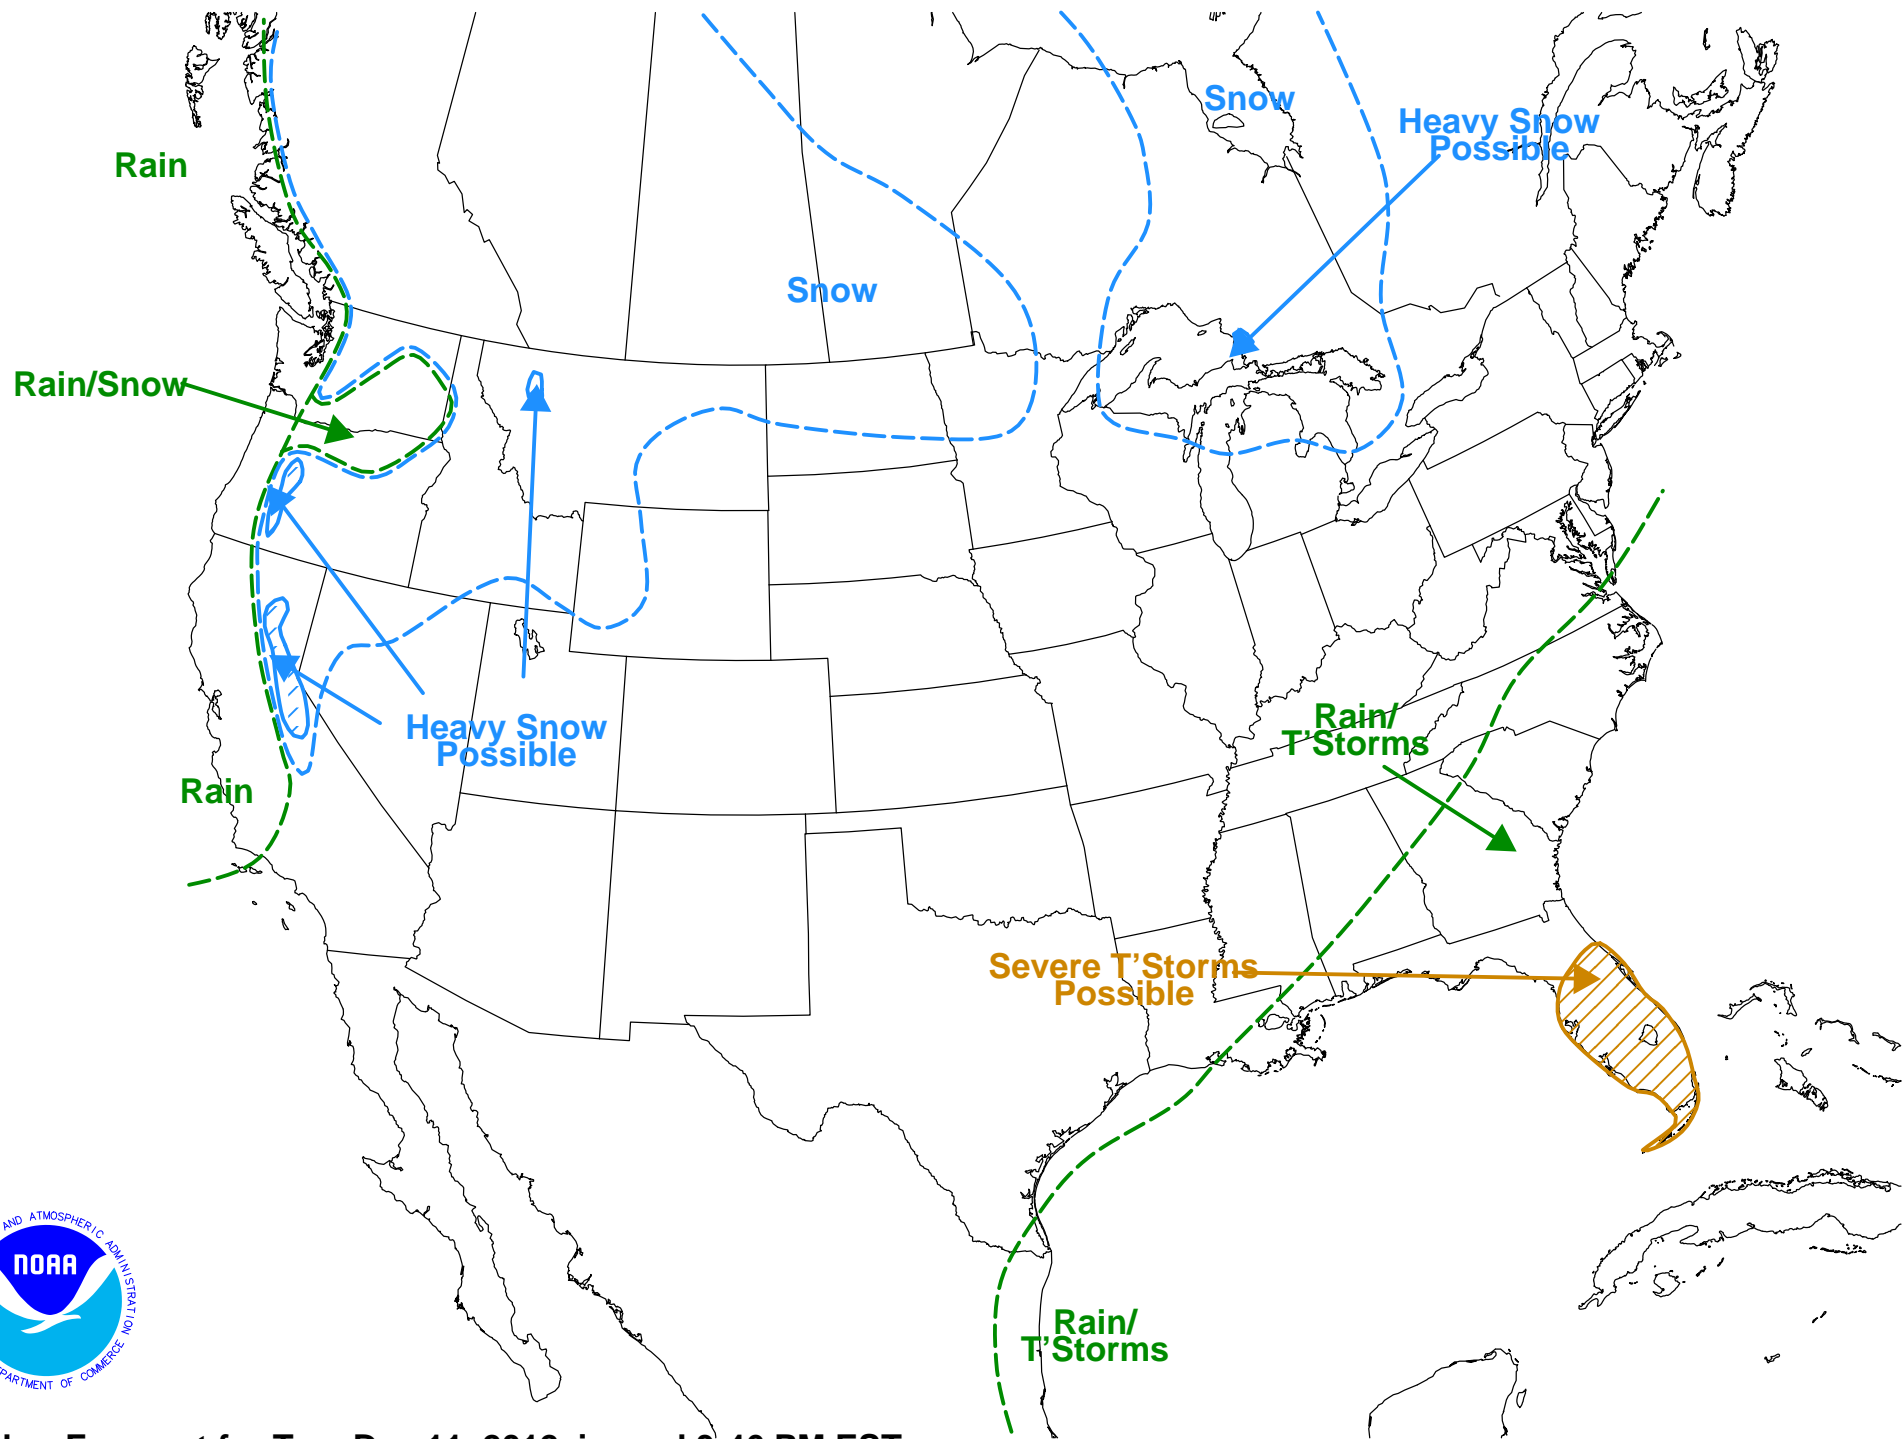 Snow
Heavy Snow
Possible
Rain
Snow
Rain/Snow
Rain/
T’Storms
Heavy Snow
Possible
Rain
Severe T’Storms
Possible
AND ATMOSPHERIC ADMINISTRATION
NOAA
DEPARTMENT OF COMMERCE
Rain/
T’Storms